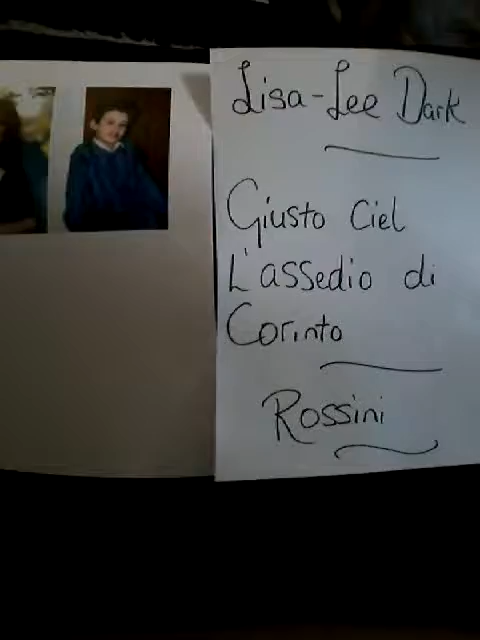 Lisa-Lee Dark
Giusto Ciel
L'assedio di
Corinto
Rossini